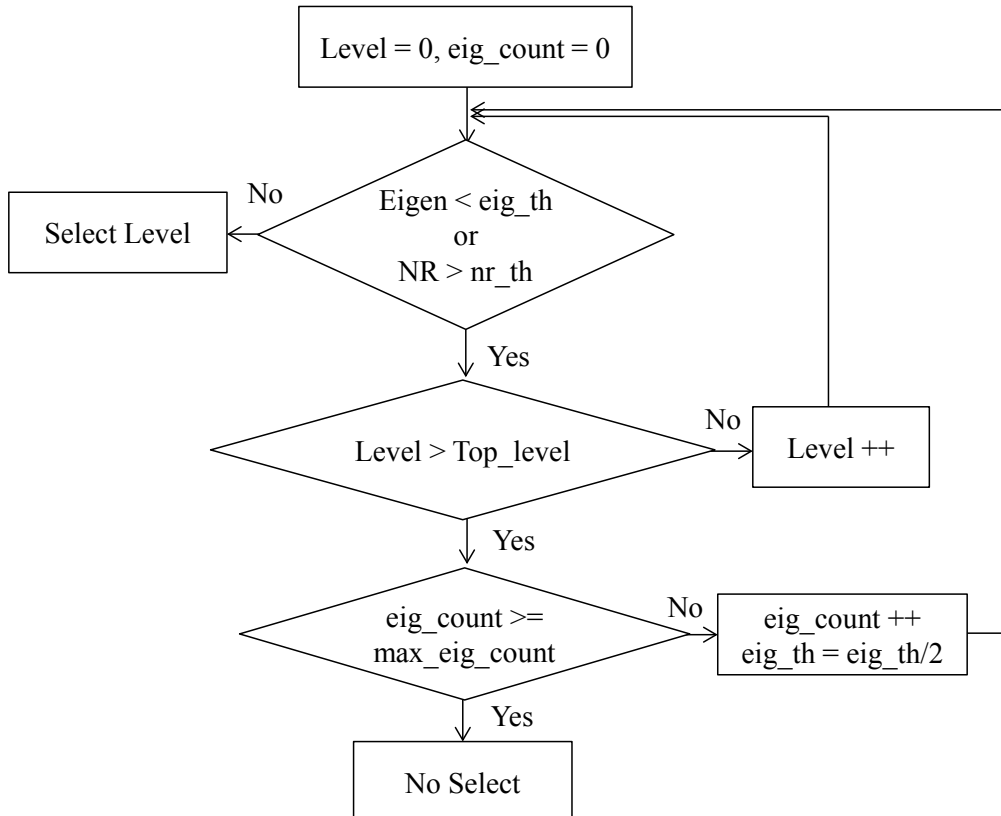 Level = 0, eig_count = 0
No
Eigen < eig_th
or
NR > nr_th
Select Level
Yes
No
Level > Top_level
Level ++
Yes
No
eig_count >=
max_eig_count
eig_count ++
eig_th = eig_th/2
Yes
No Select